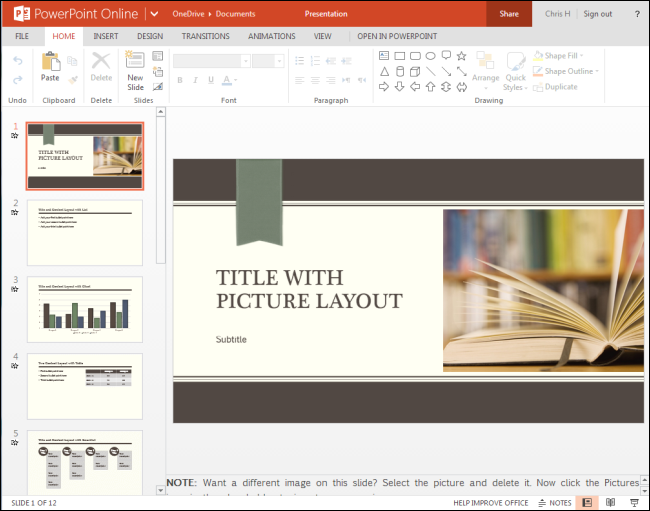 PowerPoint Online OneDrive Documents Presentation Share Chris H Sign out ?
FILE HOME INSERT DESIGN TRANSITIONS ANIMATIONS VIEW OPEN IN POWERPOINT
Paste Delete New Slide B I U A Arrange Quick Styles Shape Fill
Shape Outline
Duplicate
Undo Clipboard Delete Slides Font Paragraph Drawing
1
TITLE WITH
PICTURE LAYOUT
2
Title and Content Layout with List
3
Title and Content Layout with Chart
4
Two Content Layout with Table
5
Title and Content Layout with SmartArt
TITLE WITH
PICTURE LAYOUT
Subtitle
NOTE: Want a different image on this slide? Select the picture and delete it. Now click the Pictures
SLIDE 1 OF 12 HELP IMPROVE OFFICE NOTES